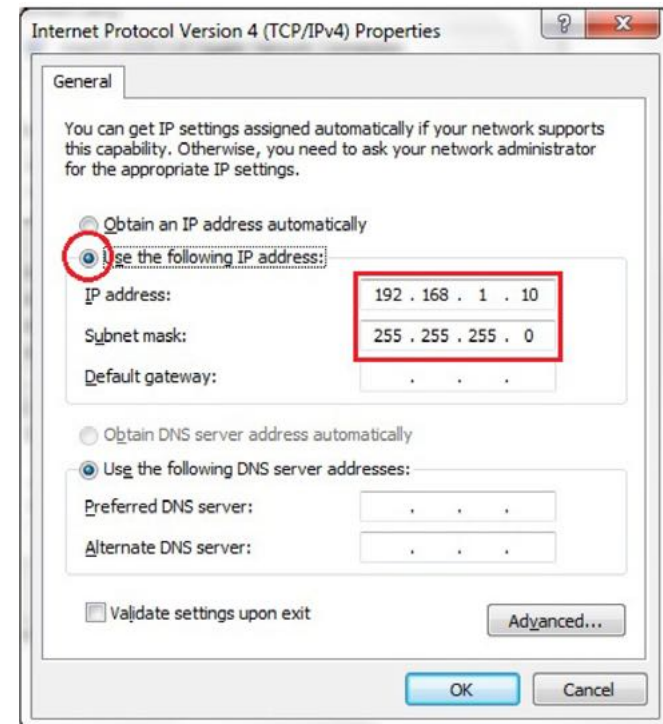 Internet Protocol Version 4 (TCP/IPv4) Properties
General
You can get IP settings assigned automatically if your network supports
this capability. Otherwise, you need to ask your network administrator
for the appropriate IP settings.
Obtain an IP address automatically
Use the following IP address:
IP address: 192 . 168 . 1 . 10
Subnet mask: 255 . 255 . 255 . 0
Default gateway: . . .
Obtain DNS server address automatically
Use the following DNS server addresses:
Preferred DNS server: . . .
Alternate DNS server: . . .
Validate settings upon exit
Advanced...
OK Cancel